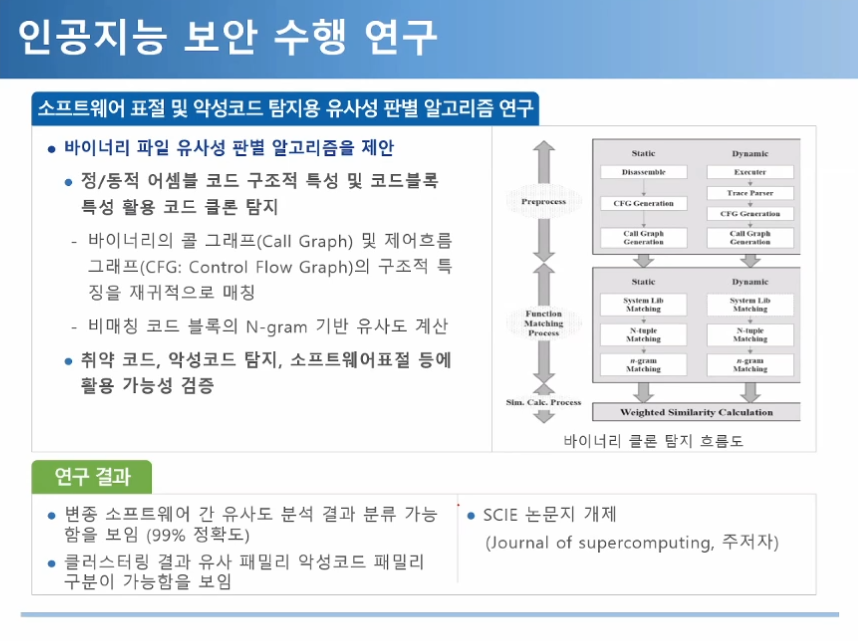 인공지능 보안 수행 연구
소프트웨어 표절 및 악성코드 탐지용 유사성 판별 알고리즘 연구
● 바이너리 파일 유사성 판별 알고리즘을 제안
● 정/동적 어셈블 코드 구조적 특성 및 코드블록
특성 활용 코드 클론 탐지
- 바이너리의 콜 그래프(Call Graph) 및 제어흐름
그래프(CFG: Control Flow Graph)의 구조적 특
징을 재귀적으로 매칭
- 비매칭 코드 블록의 N-gram 기반 유사도 계산
● 취약 코드, 악성코드 탐지, 소프트웨어표절 등에
활용 가능성 검증
Preprocess
Function
Matching
Process
Sim. Calc. Process
Static
Disassemble
CFG Generation
Call Graph
Generation
Dynamic
Executer
Trace Parser
CFG Generation
Call Graph
Generation
Static
System Lib
Matching
N-tuple
Matching
n-gram
Matching
Dynamic
System Lib
Matching
N-tuple
Matching
n-gram
Matching
Weighted Similarity Calculation
바이너리 클론 탐지 흐름도
연구 결과
● 변종 소프트웨어 간 유사도 분석 결과 분류 가능
함을 보임 (99% 정확도)
● 클러스터링 결과 유사 패밀리 악성코드 패밀리
구분이 가능함을 보임
● SCIE 논문지 개제
(Journal of supercomputing, 주저자)